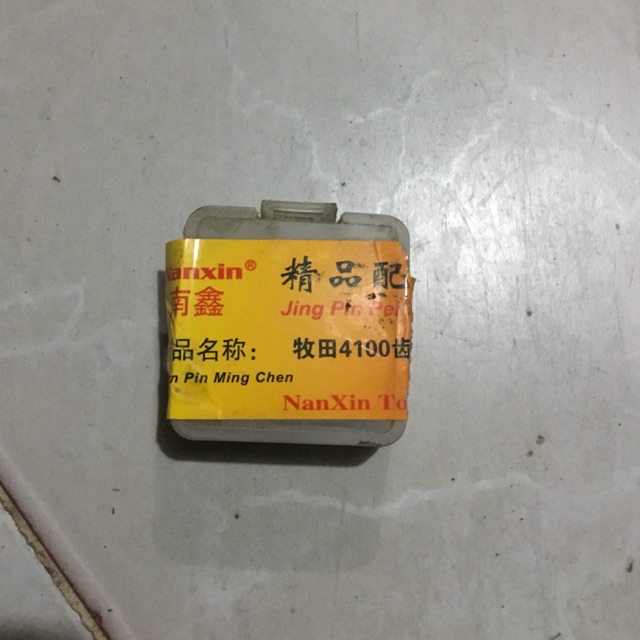 anxin®
精品配
南鑫
Jing Pin Pei
品名称： 牧田4100齿
n Pin Ming Chen
NanXin To